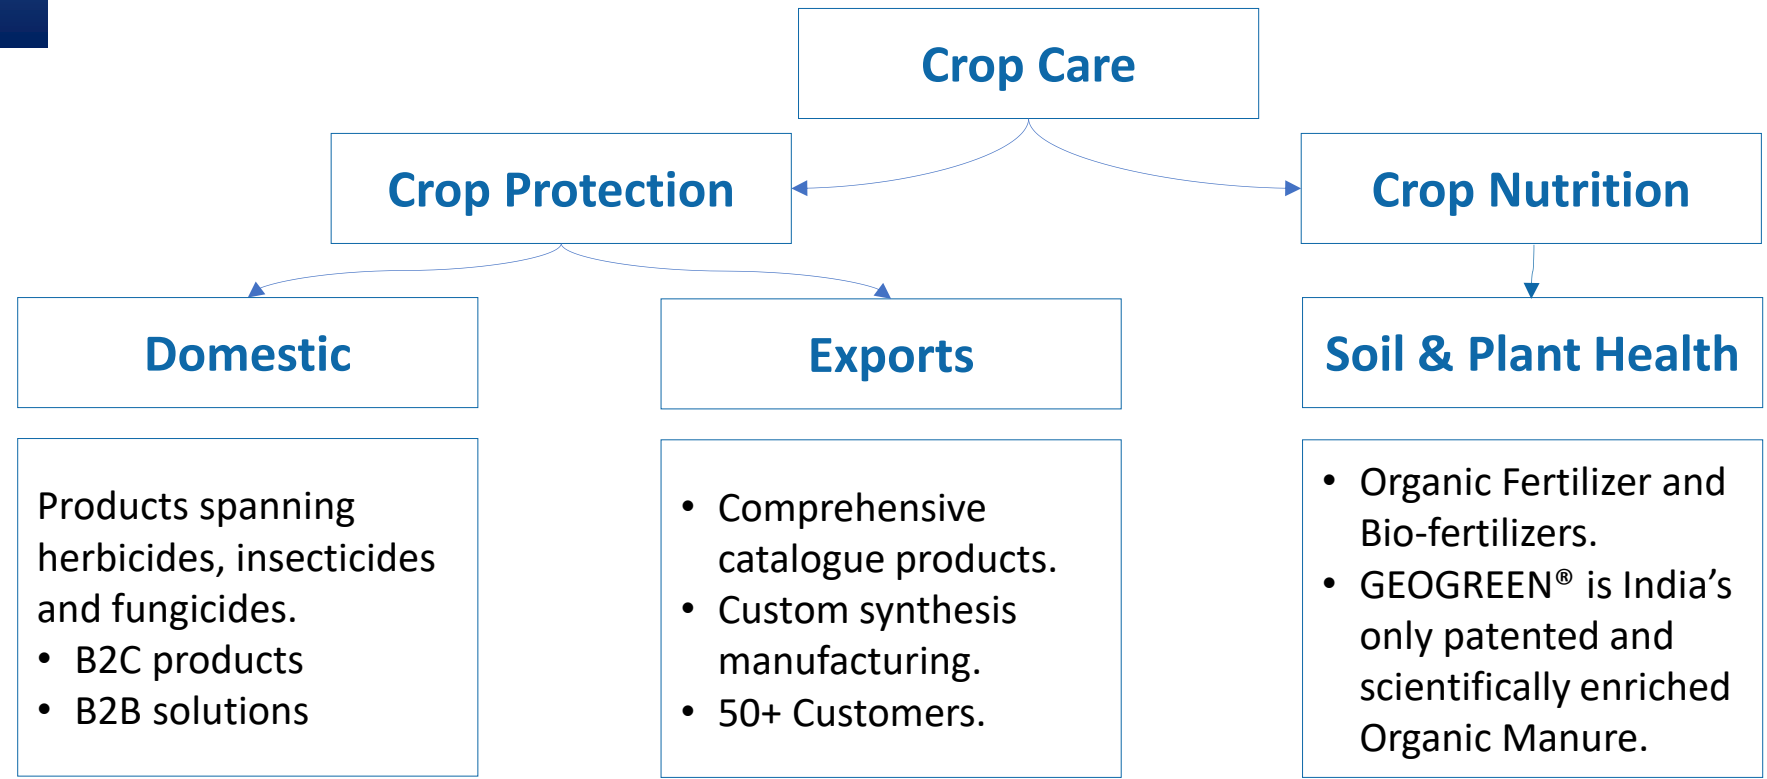 Crop Care
Crop Protection
Crop Nutrition
Domestic
Exports
Soil & Plant Health
Products spanning
herbicides, insecticides
and fungicides.
• B2C products
• B2B solutions
• Comprehensive
catalogue products.
• Custom synthesis
manufacturing.
• 50+ Customers.
• Organic Fertilizer and
Bio-fertilizers.
• GEOGREEN® is India’s
only patented and
scientifically enriched
Organic Manure.